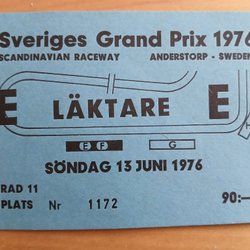 Sveriges Grand Prix 1976
SCANDINAVIAN RACEWAY ANDERSTORP - SWEDEN
E LÄKTARE E
E F G
SÖNDAG 13 JUNI 1976
RAD 11
PLATS Nr 1172 90:—